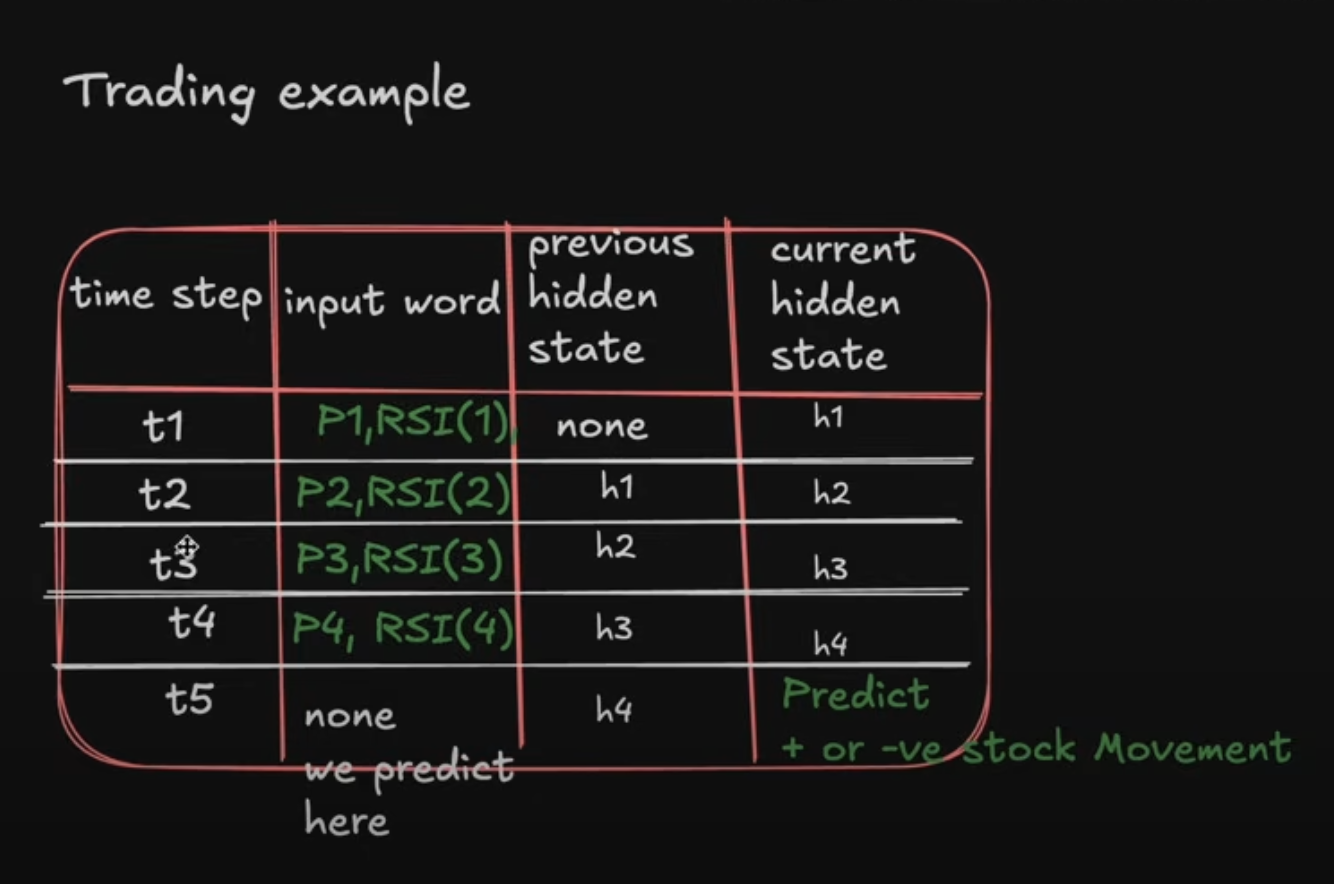 Trading example
time step
input word
previous
hidden
state
current
hidden
state
t1
P1,RSI(1),
none
h1
t2
P2,RSI(2)
h1
h2
t3
P3,RSI(3)
h2
h3
t4
P4, RSI(4)
h3
h4
t5
none
we predict
here
h4
Predict
+ or -ve stock Movement